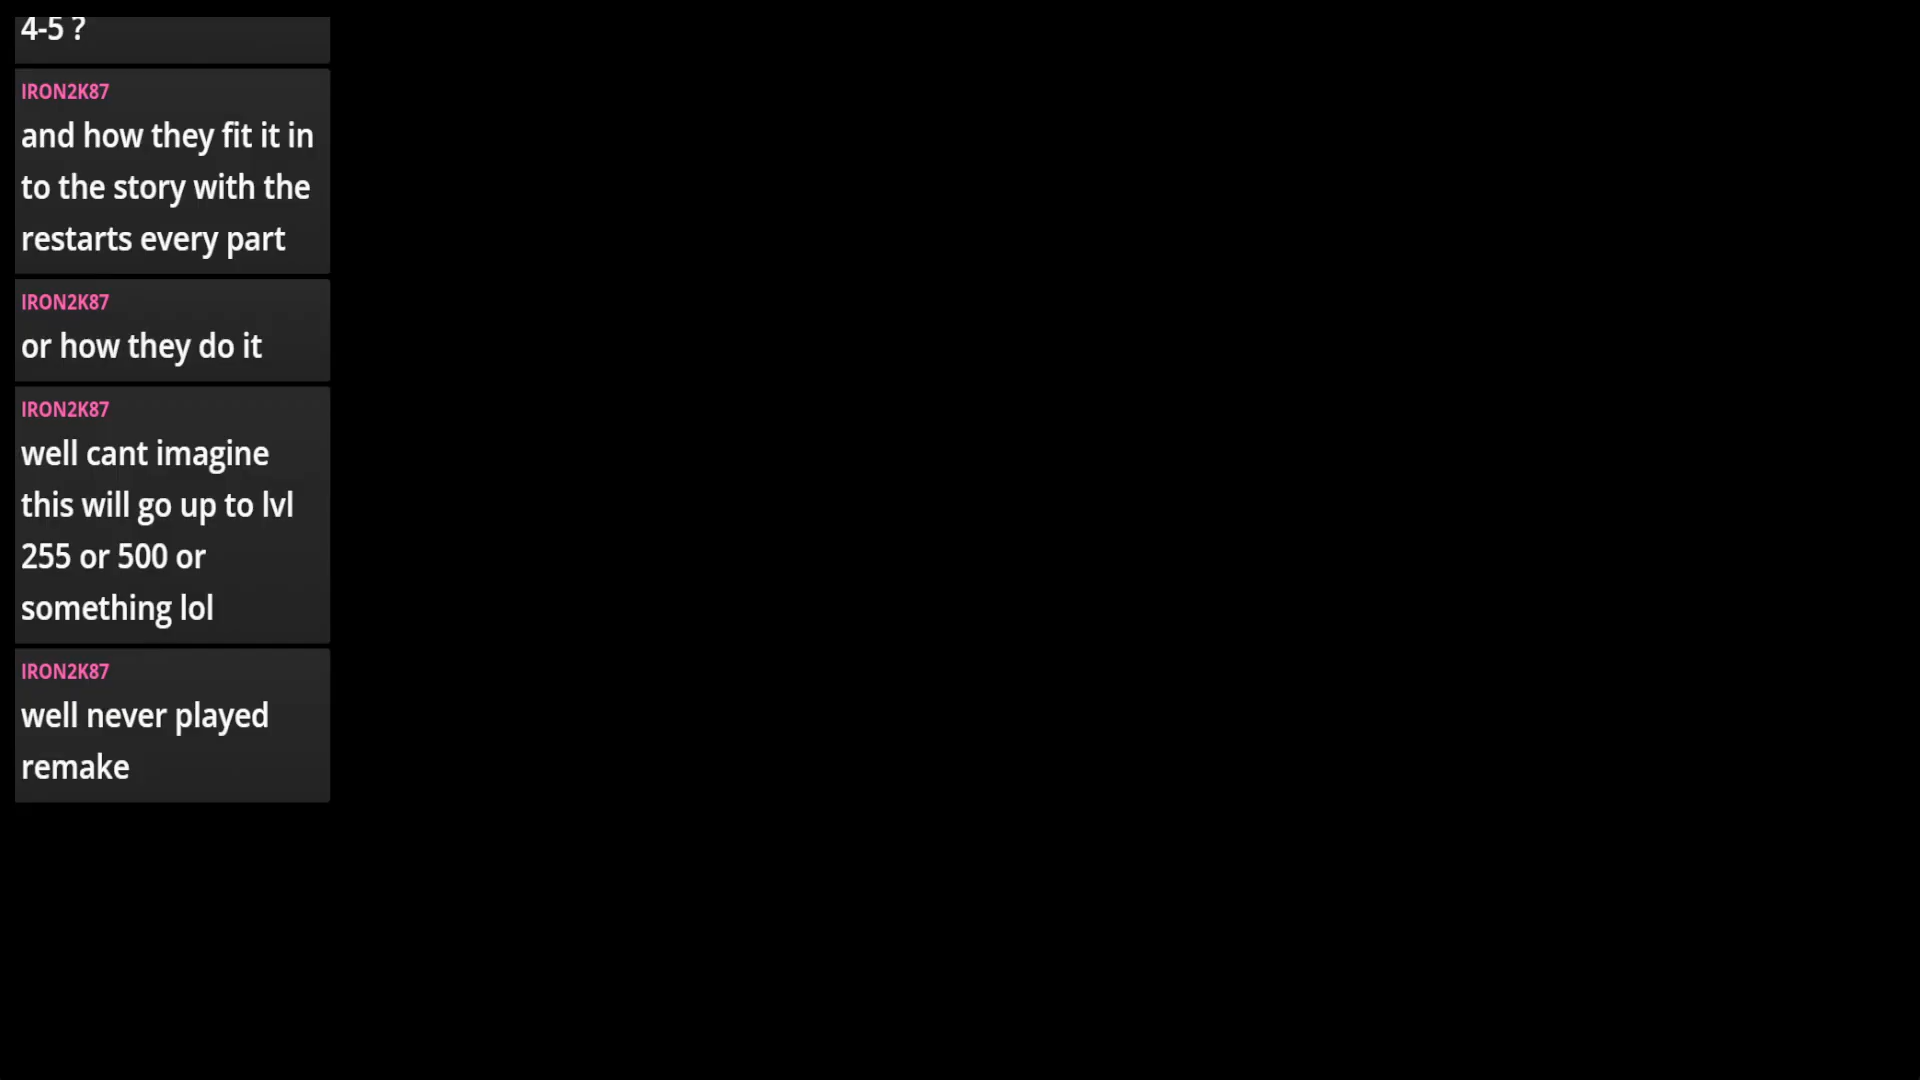 4-5 ?
IRON2K87
and how they fit it in
to the story with the
restarts every part
IRON2K87
or how they do it
IRON2K87
well cant imagine
this will go up to lvl
255 or 500 or
something lol
IRON2K87
well never played
remake